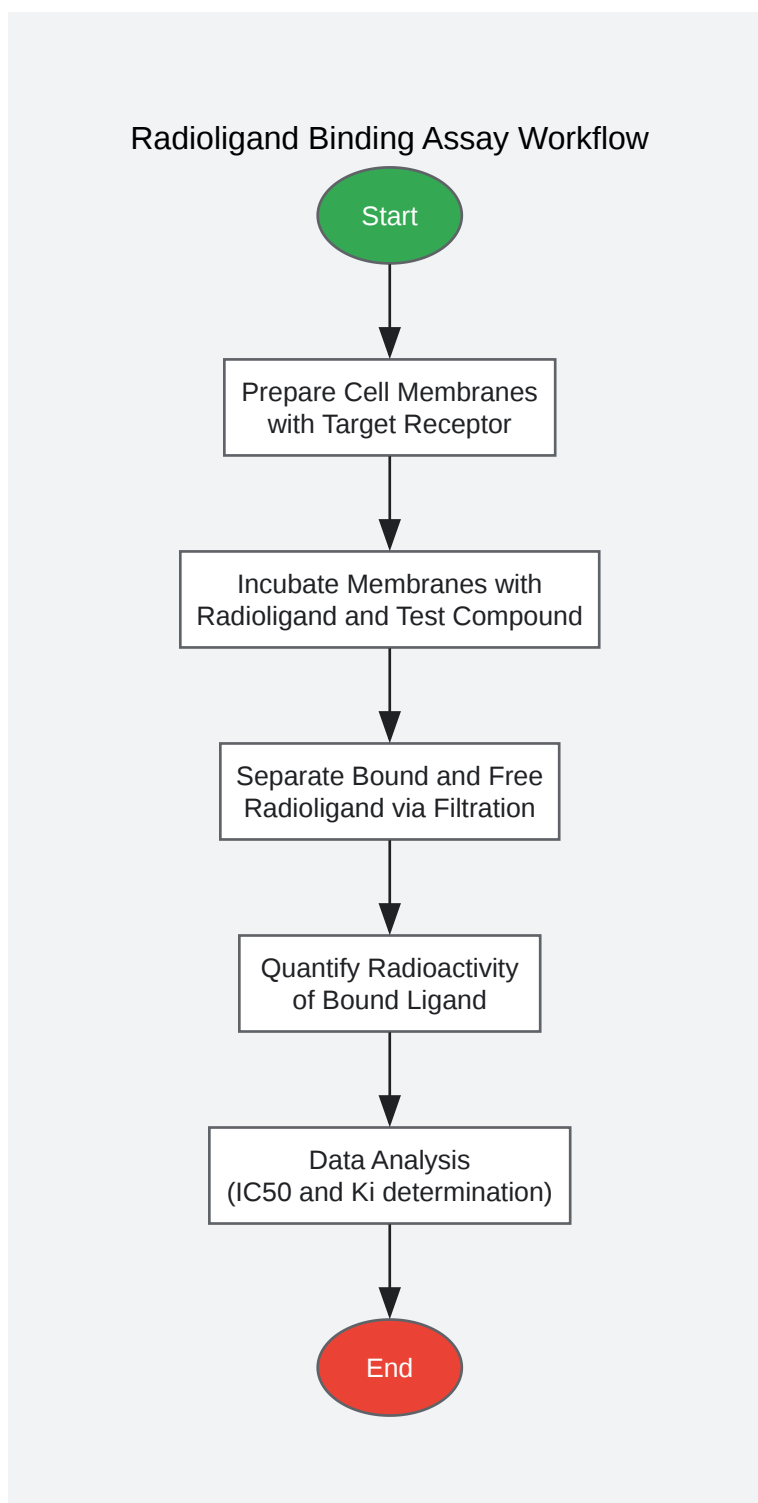 Radioligand Binding Assay Workflow
Start
Prepare Cell Membranes
with Target Receptor
Incubate Membranes with
Radioligand and Test Compound
Separate Bound and Free
Radioligand via Filtration
Quantify Radioactivity
of Bound Ligand
Data Analysis
(IC50 and Ki determination)
End